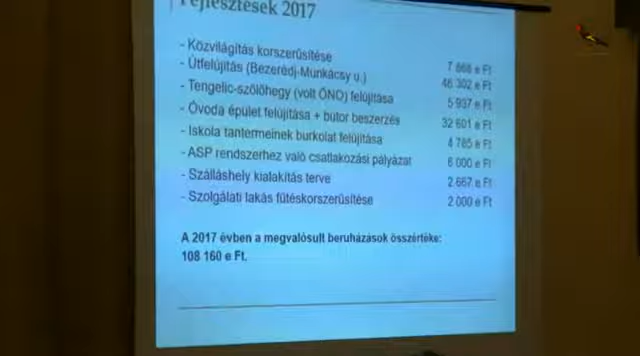 Fejlesztések 2017
- Közvilágítás korszerűsítése 7 868 e Ft
- Útfelújítás (Bezerédj-Munkácsy u.) 46 302 e Ft
- Tengelic-szőlőhegy (volt ÖNO) felújítása 5 937 e Ft
- Óvoda épület felújítása + bútor beszerzés 32 601 e Ft
- Iskola tantermeinek burkolat felújítása 4 785 e Ft
- ASP rendszerhez való csatlakozási pályázat 6 000 e Ft
- Szálláshely kialakítás terve 2 667 e Ft
- Szolgálati lakás fűtéskorszerűsítése 2 000 e Ft
A 2017 évben a megvalósult beruházások összértéke:
108 160 e Ft.